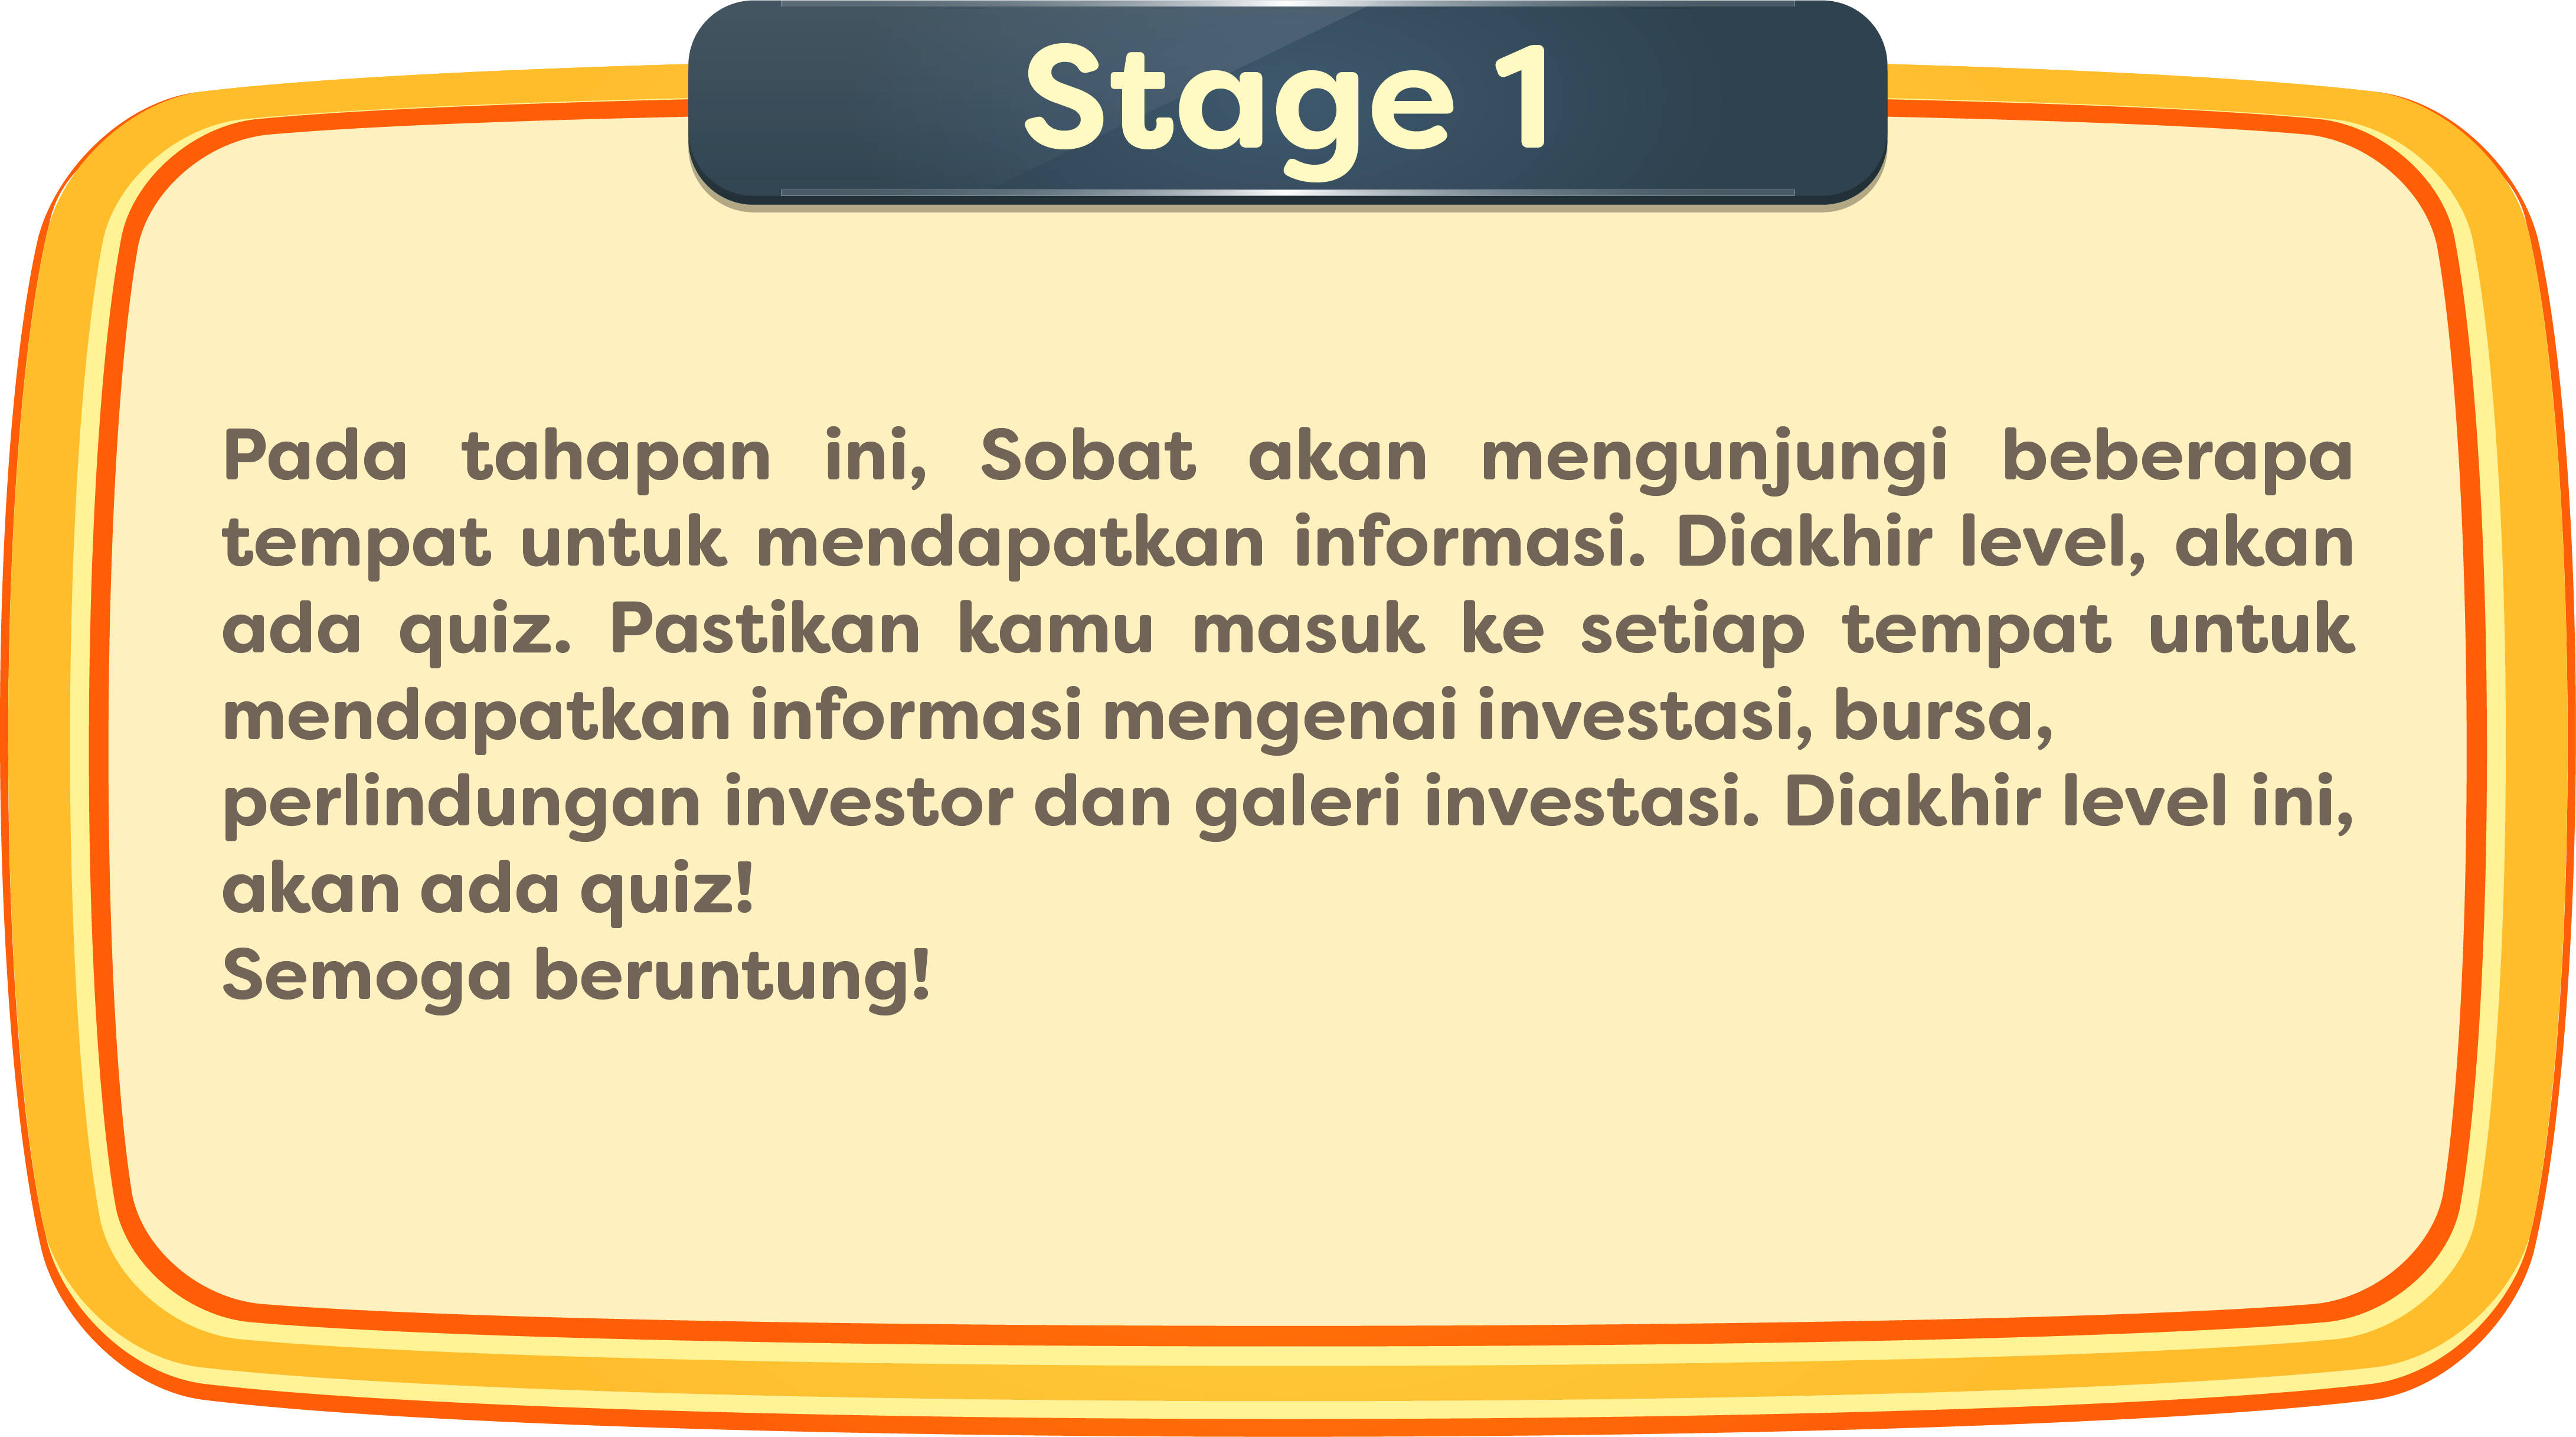 Stage 1
Pada tahapan ini, Sobat akan mengunjungi beberapa
tempat untuk mendapatkan informasi. Diakhir level, akan
ada quiz. Pastikan kamu masuk ke setiap tempat untuk
mendapatkan informasi mengenai investasi, bursa,
perlindungan investor dan galeri investasi. Diakhir level ini,
akan ada quiz!
Semoga beruntung!